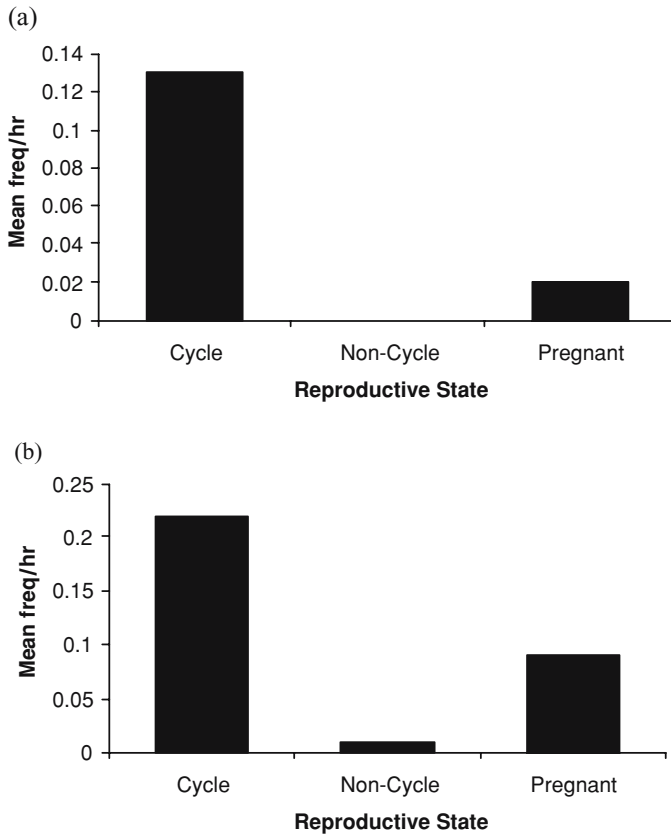 (a)
Mean freq/hr
0.14
0.12
0.1
0.08
0.06
0.04
0.02
0
Cycle Non-Cycle Pregnant
Reproductive State
(b)
Mean freq/hr
0.25
0.2
0.15
0.1
0.05
0
Cycle Non-Cycle Pregnant
Reproductive State